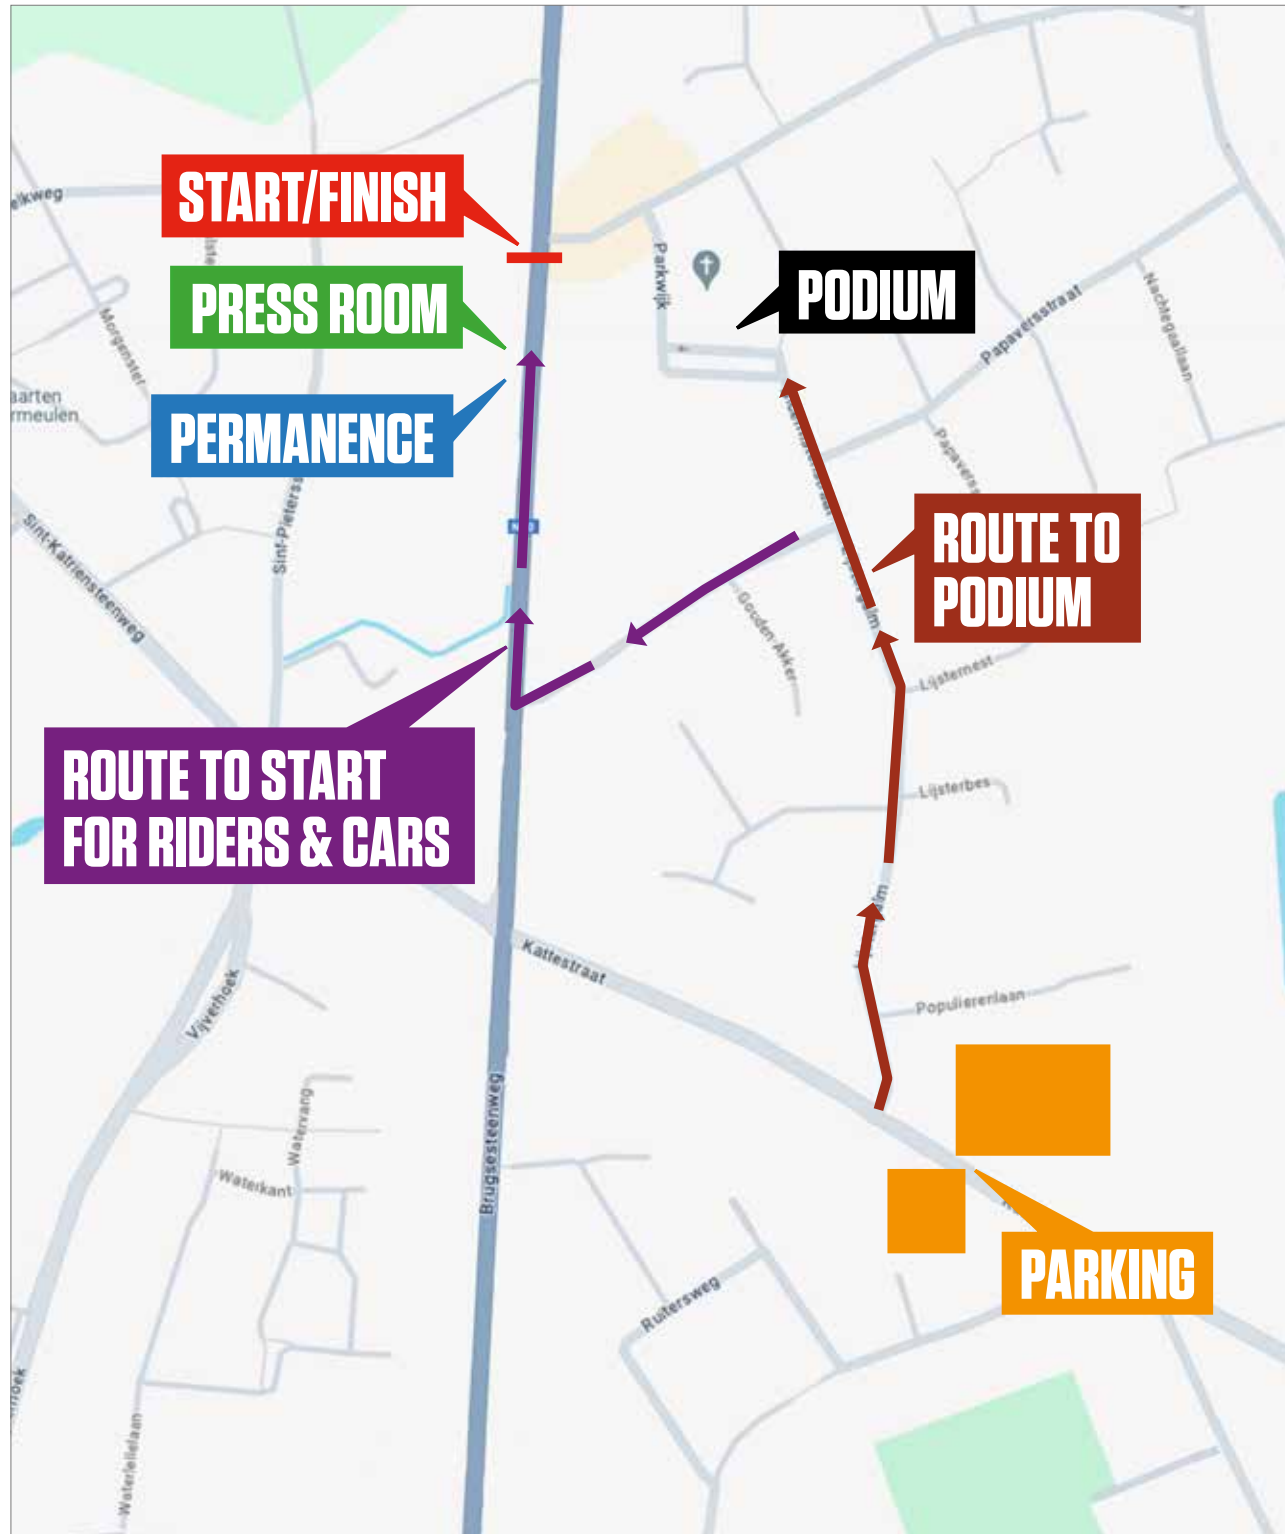 START/FINISH
PRESS ROOM
PERMANENCE
PODIUM
ROUTE TO
PODIUM
ROUTE TO START
FOR RIDERS & CARS
PARKING
Morgenster
Parkwijk
Papaversstraat
Nachtegaallaan
Sint-Katriensteenweg
Gouden-Akker
Lijsternest
Lijsterbes
Kattestraat
Populierenlaan
Vijverhoek
Watervang
Waterkant
Brugsesteenweg
Ruitersweg
Waterlelielaan